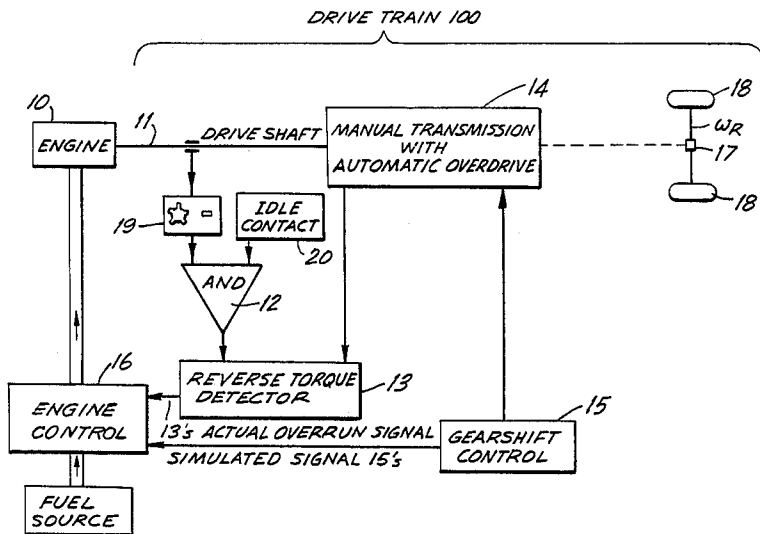 DRIVE TRAIN 100
10
11
14
18
ENGINE
DRIVE SHAFT
MANUAL TRANSMISSION
WITH
AUTOMATIC OVERDRIVE
ωR
17
18
19
IDLE
CONTACT
20
AND
12
16
REVERSE TORQUE
DETECTOR
13
15
ENGINE
CONTROL
13's ACTUAL OVERRUN SIGNAL
SIMULATED SIGNAL 15's
GEARSHIFT
CONTROL
FUEL
SOURCE